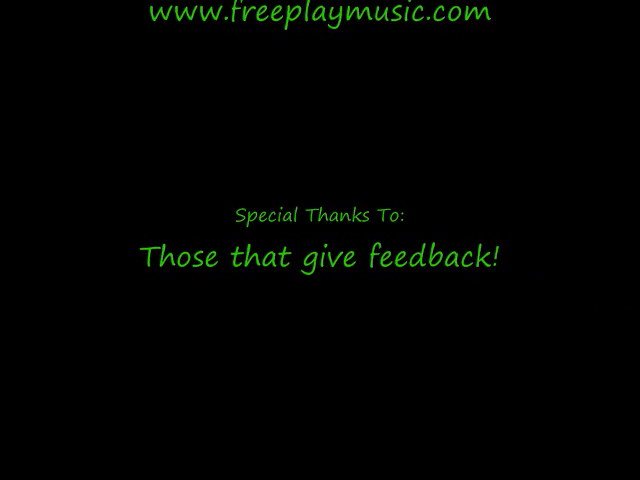 www.freeplaymusic.com
Special Thanks To:
Those that give feedback!